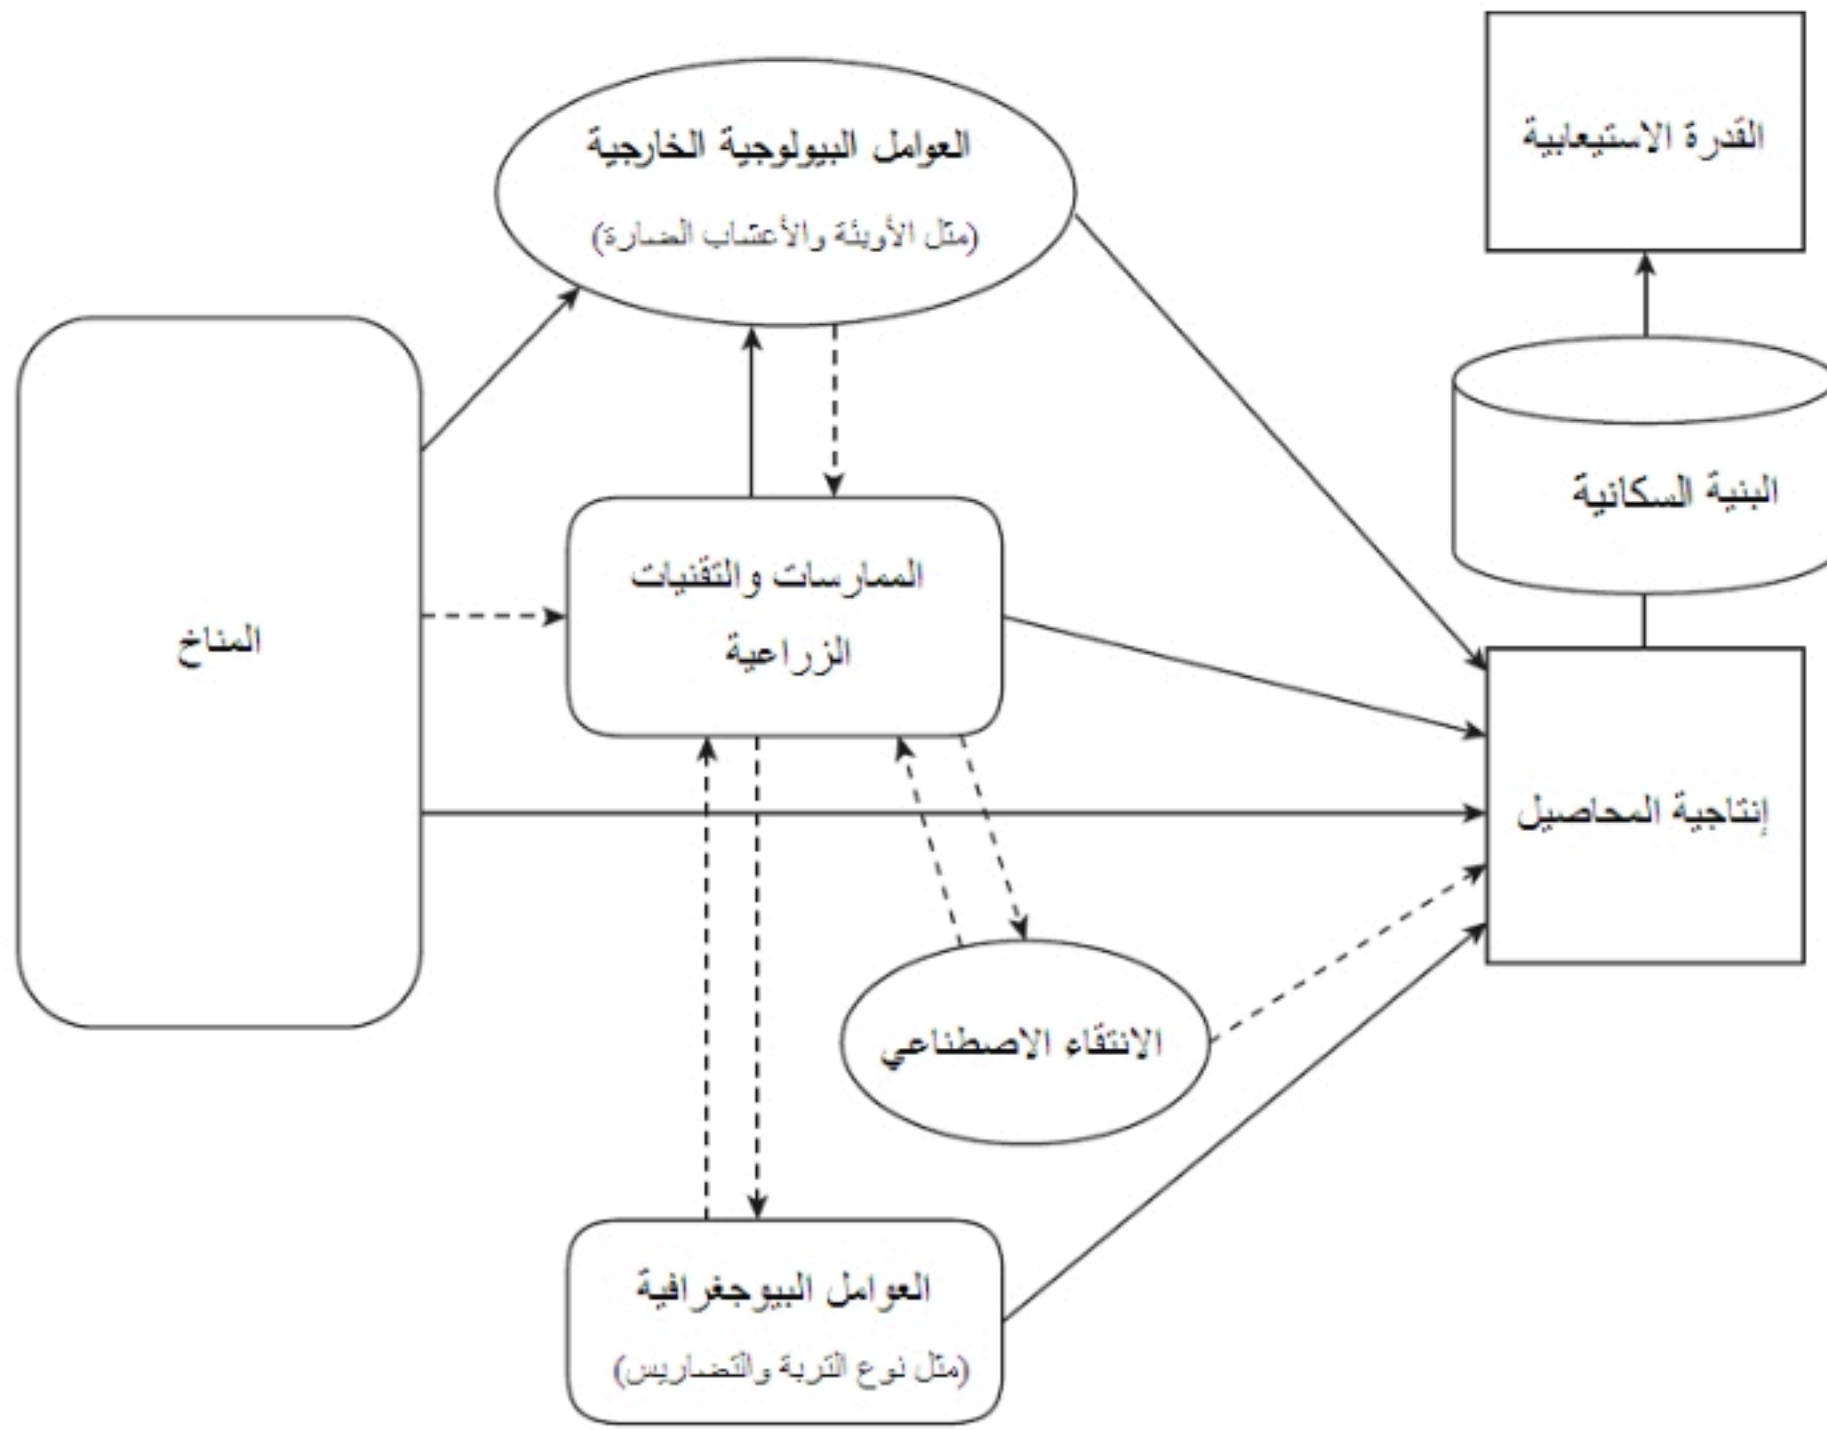 القدرة الاستيعابية
العوامل البيولوجية الخارجية
(مثل الأوبئة والأعشاب الضارة)
البنية السكانية
الممارسات والتقنيات
الزراعية
المناخ
إنتاجية المحاصيل
الانتقاء الاصطناعي
العوامل البيوجغرافية
(مثل نوع التربة والتضاريس)